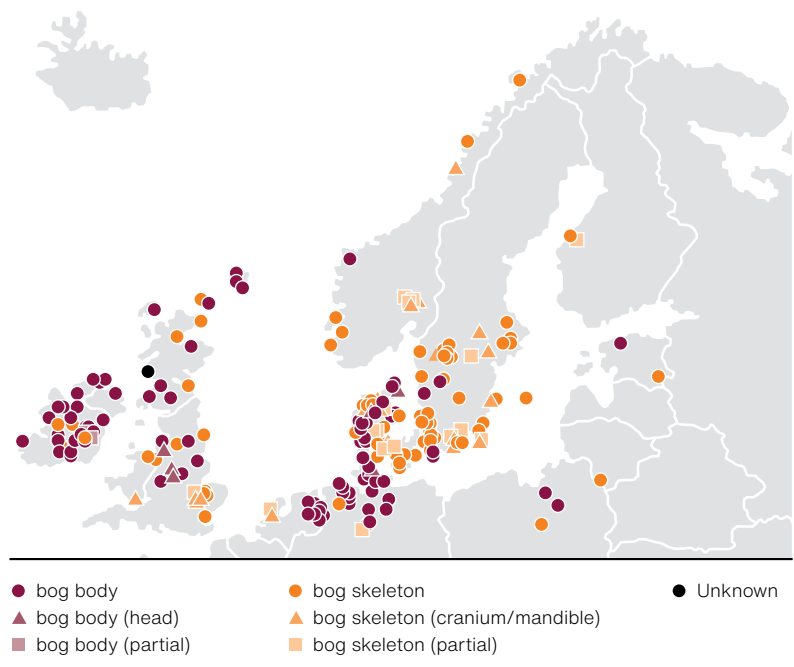 bog body
bog skeleton
Unknown
bog body (head)
bog skeleton (cranium/mandible)
bog body (partial)
bog skeleton (partial)